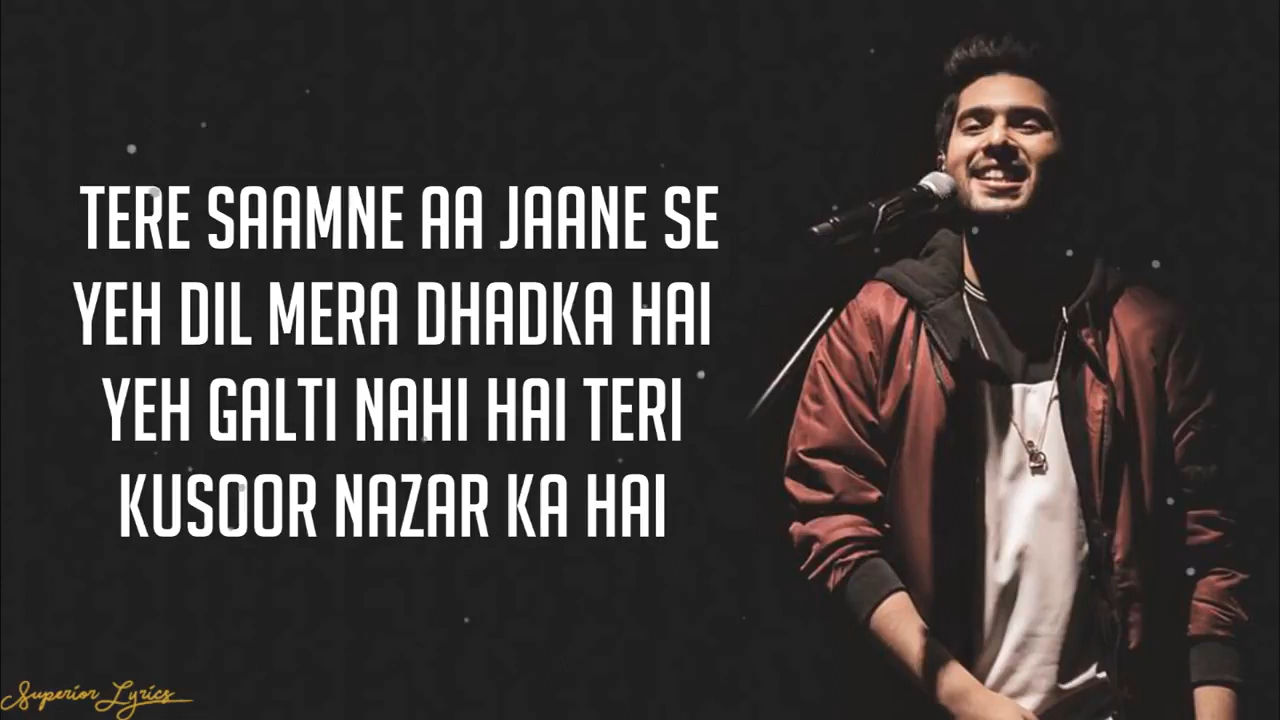 TERE SAAMNE AA JAANE SE
YEH DIL MERA DHADKA HAI
YEH GALTI NAHI HAI TERI
KUSOOR NAZAR KA HAI
Superior Lyrics